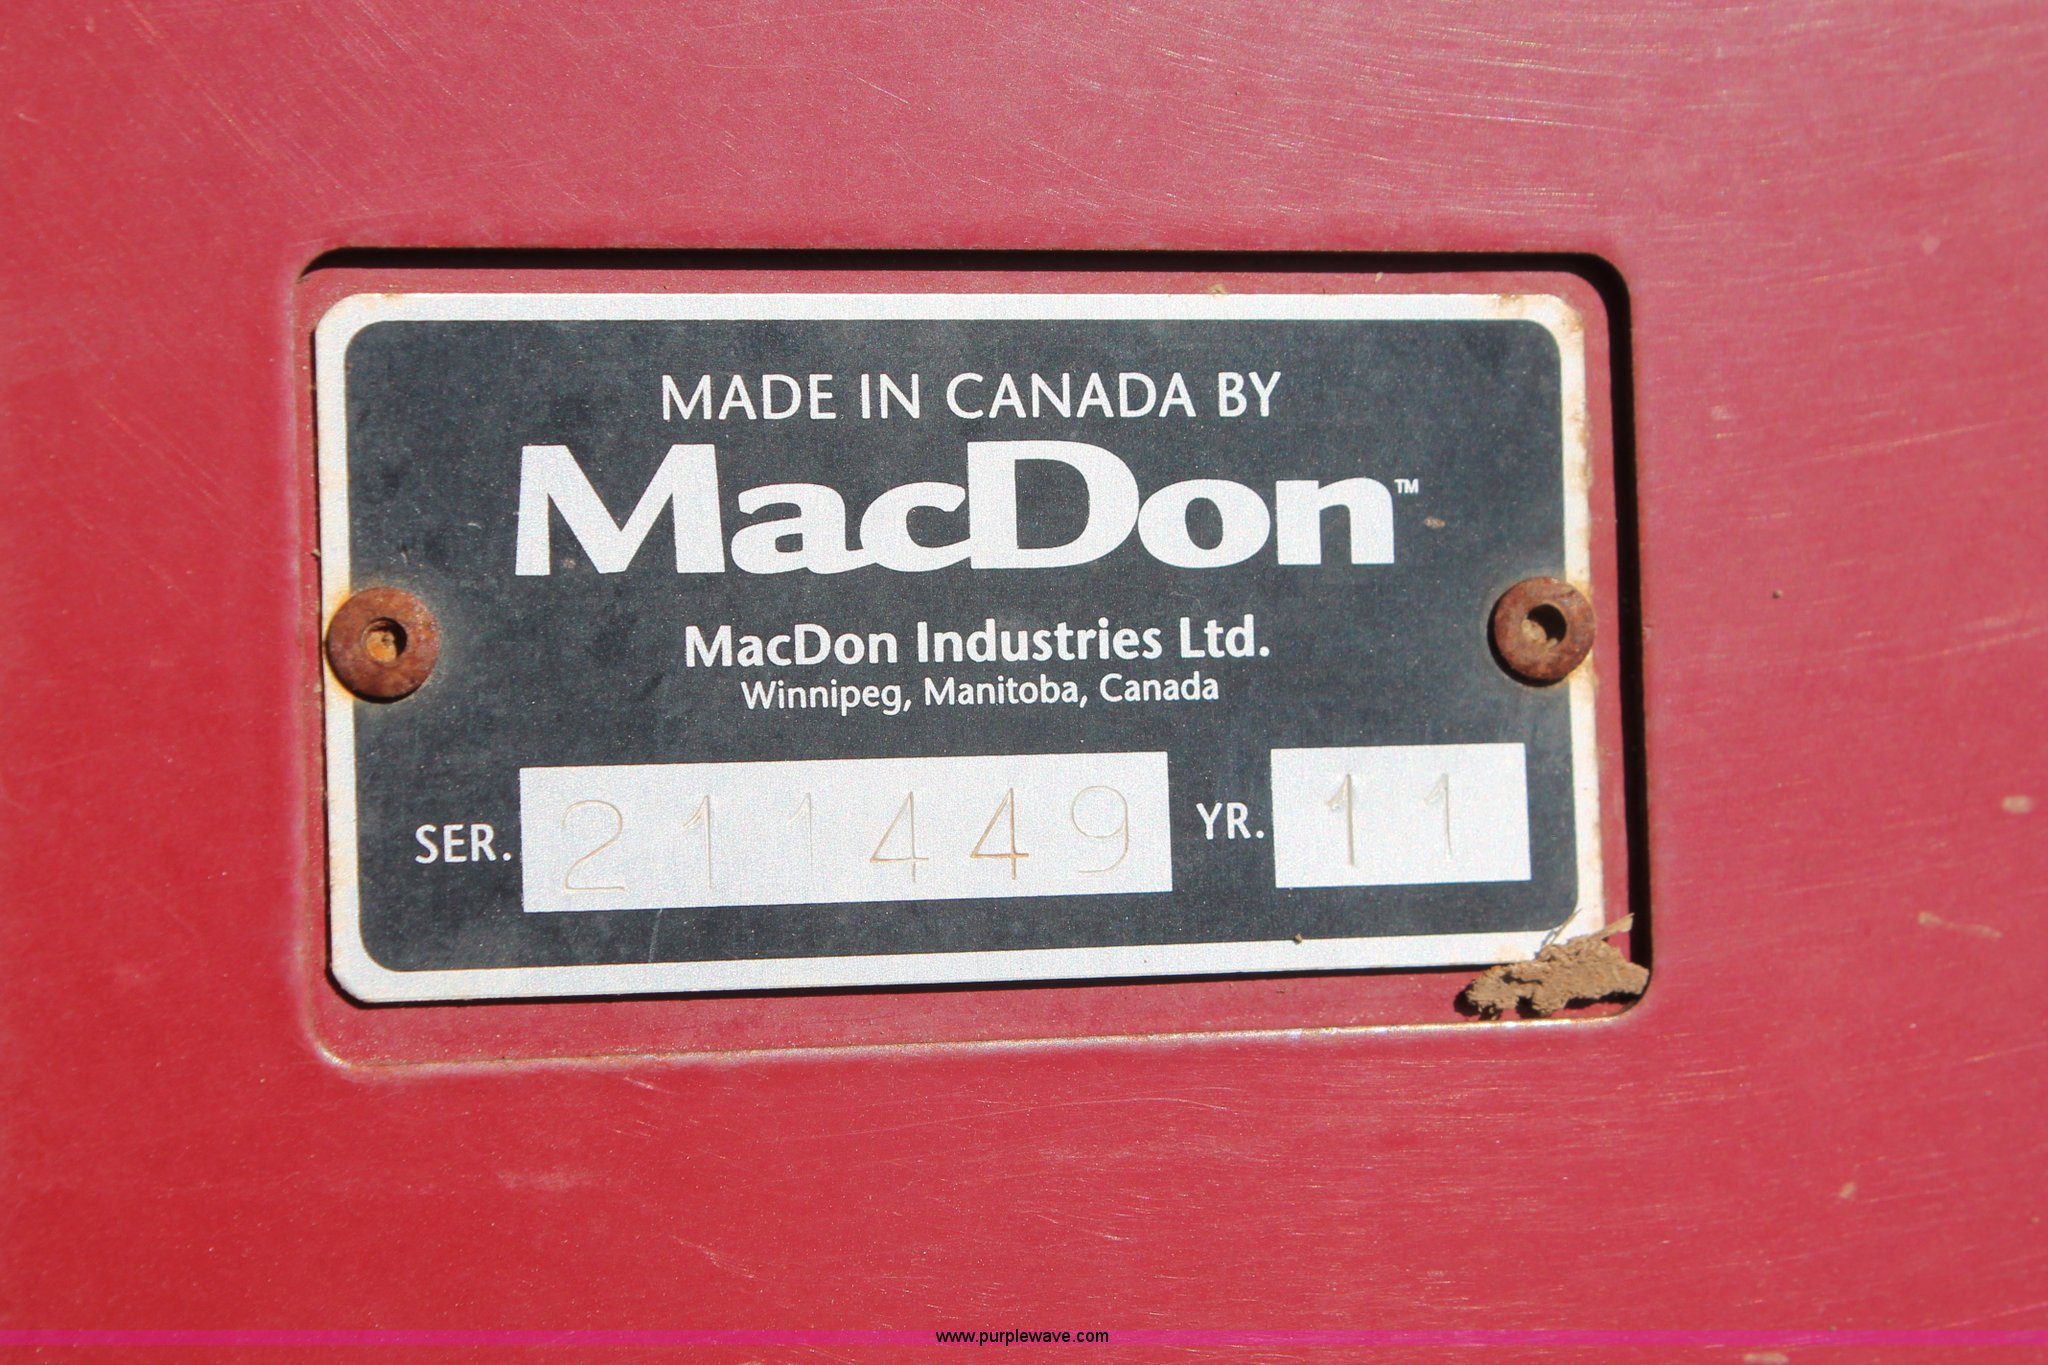 MADE IN CANADA BY
MacDon™
MacDon Industries Ltd.
Winnipeg, Manitoba, Canada
SER. 211449 YR. 11
www.purplewave.com